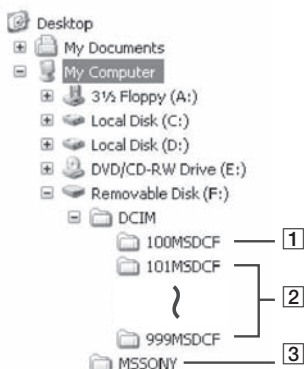 Desktop
My Documents
My Computer
3½ Floppy (A:)
Local Disk (C:)
Local Disk (D:)
DVD/CD-RW Drive (E:)
Removable Disk (F:)
DCIM
100MSDCF 1
101MSDCF
2
999MSDCF
MSSONY 3